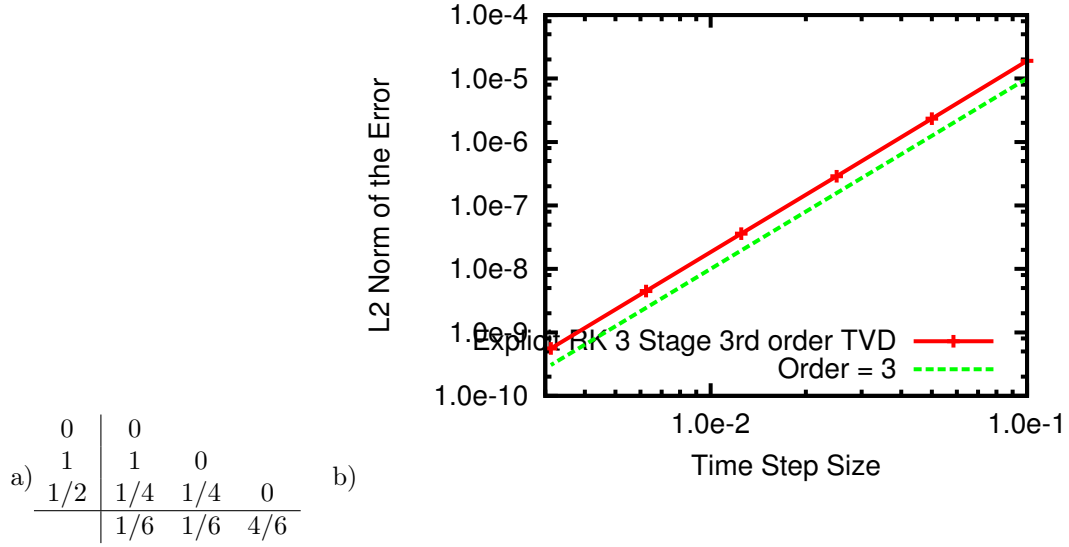 a)
0 0
1 1 0
1/2 1/4 1/4 0
1/6 1/6 4/6
b)
L2 Norm of the Error
1.0e-4
1.0e-5
1.0e-6
1.0e-7
1.0e-8
1.0e-9
1.0e-10
Explicit RK 3 Stage 3rd order TVD
Order = 3
1.0e-2 1.0e-1
Time Step Size